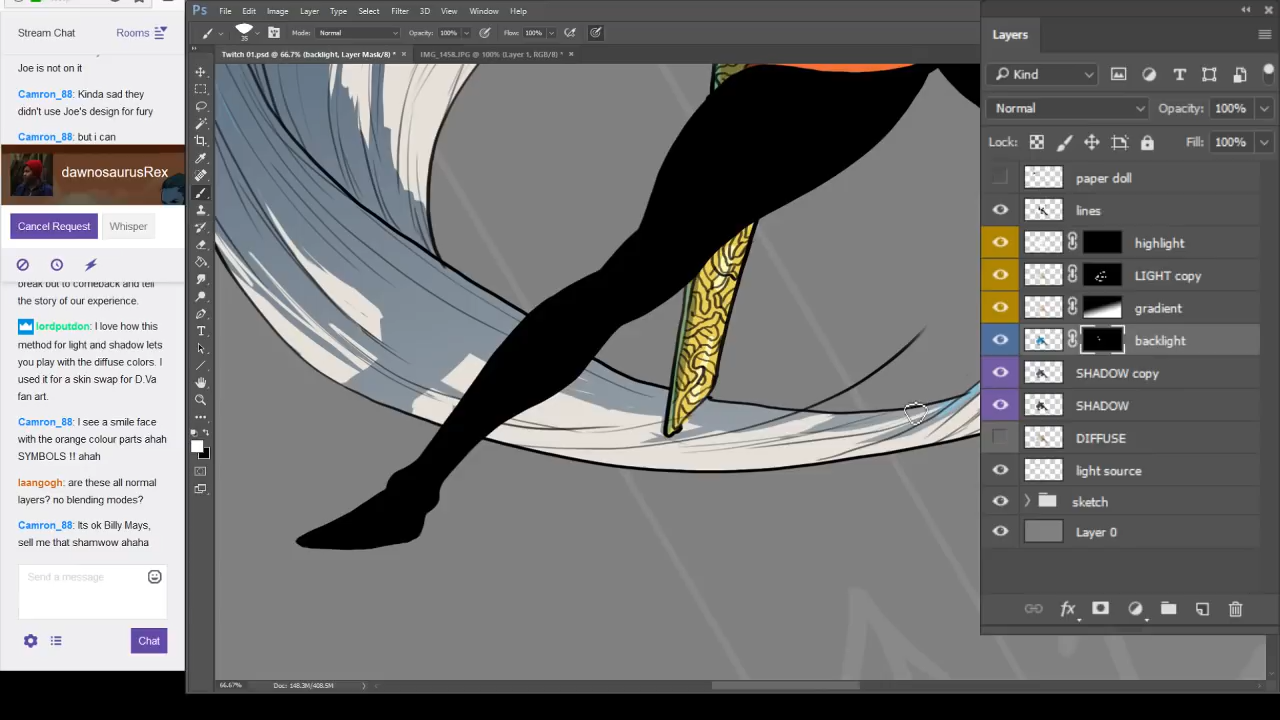 Stream Chat
Rooms
Joe is not on it
Camron_88: Kinda sad they
didn't use Joe's design for fury
Camron_88: but i can
dawnosaurusRex
Cancel Request
Whisper
break but to comeback and tell
the story of our experience.
lordputdon: I love how this
method for light and shadow lets
you play with the diffuse colors. I
used it for a skin swap for D.Va
fan art.
Camron_88: I see a smile face
with the orange colour parts ahah
SYMBOLS !! ahah
laangogh: are these all normal
layers? no blending modes?
Camron_88: Its ok Billy Mays,
sell me that shamwow ahaha
Send a message
Chat
Ps
File Edit Image Layer Type Select Filter 3D View Window Help
35
Mode: Normal
Opacity: 100%
Flow: 100%
Twitch 01.psd @ 66.7% (backlight, Layer Mask/8) *
IMG_1458.JPG @ 100% (Layer 1, RGB/8) *
66.67%
Doc: 148.3M/408.5M
Layers
Kind
Normal
Opacity: 100%
Lock:
Fill: 100%
paper doll
lines
highlight
LIGHT copy
gradient
backlight
SHADOW copy
SHADOW
DIFFUSE
light source
sketch
Layer 0
fx